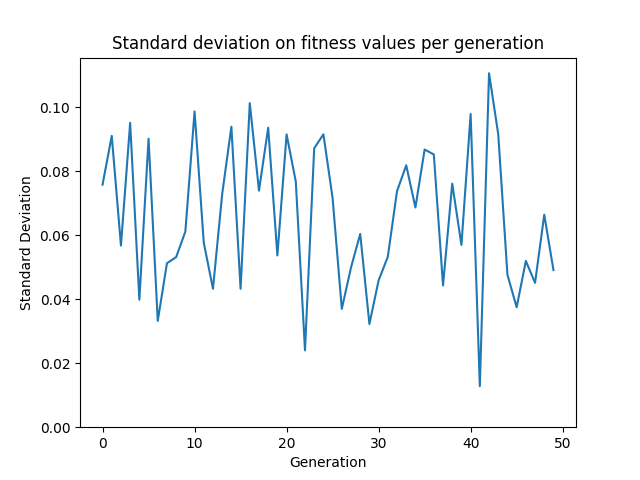 Standard deviation on fitness values per generation
Standard Deviation
0.10
0.08
0.06
0.04
0.02
0.00
0 10 20 30 40 50
Generation